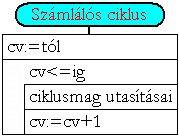 Számlálós ciklus
cv:=tól
cv<=ig
ciklusmag utasításai
cv:=cv+1